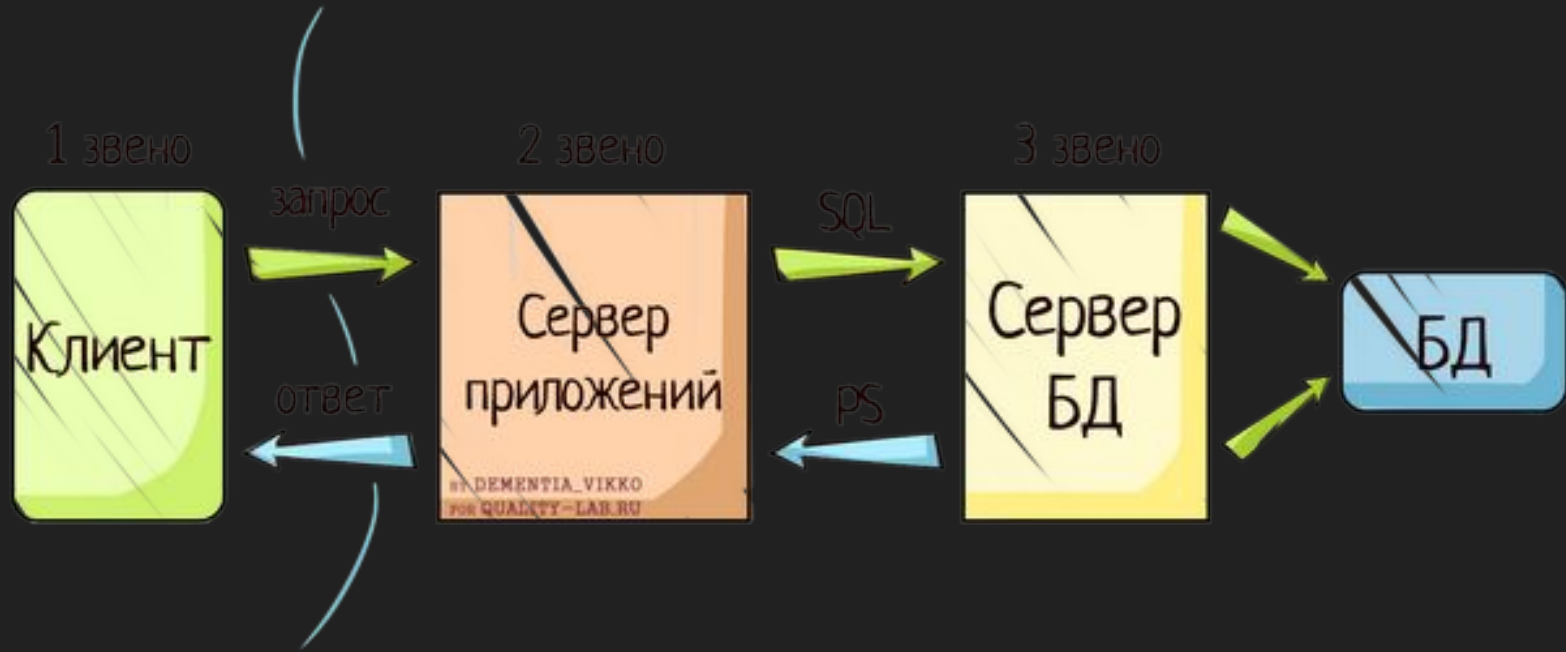 1 звено
2 звено
3 звено
запрос
SQL
Клиент
Сервер
приложений
Сервер
БД
БД
ответ
PS
BY DEMENTIA_VIKKO
FOR QUALITY-LAB.RU